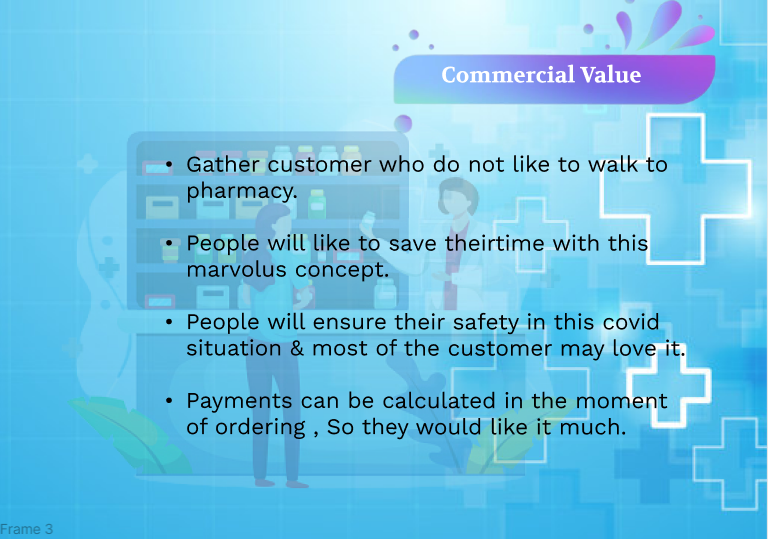 Commercial Value
• Gather customer who do not like to walk to
pharmacy.
• People will like to save theirtime with this
marvolus concept.
• People will ensure their safety in this covid
situation & most of the customer may love it.
• Payments can be calculated in the moment
of ordering , So they would like it much.
Frame 3